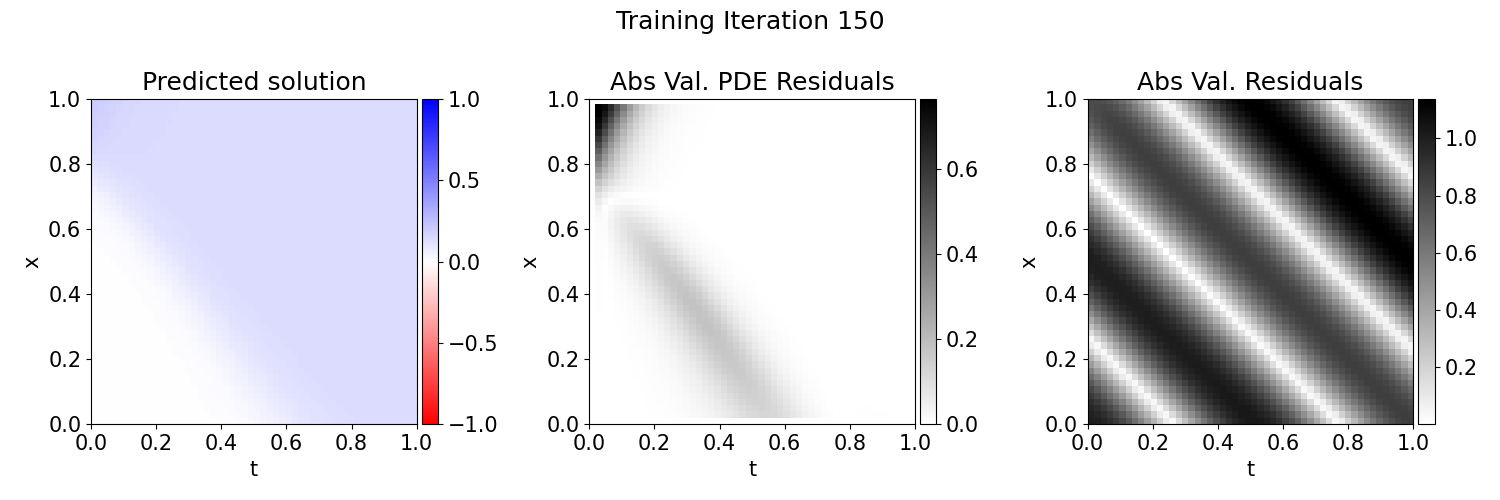 Training Iteration 150
Predicted solution
1.0
0.8
0.6
0.4
0.2
0.0
x
0.0 0.2 0.4 0.6 0.8 1.0
t
1.0
0.5
0.0
−0.5
−1.0
Abs Val. PDE Residuals
1.0
0.8
0.6
0.4
0.2
0.0
x
0.0 0.2 0.4 0.6 0.8 1.0
t
0.6
0.4
0.2
0.0
Abs Val. Residuals
1.0
0.8
0.6
0.4
0.2
0.0
x
0.0 0.2 0.4 0.6 0.8 1.0
t
1.0
0.8
0.6
0.4
0.2